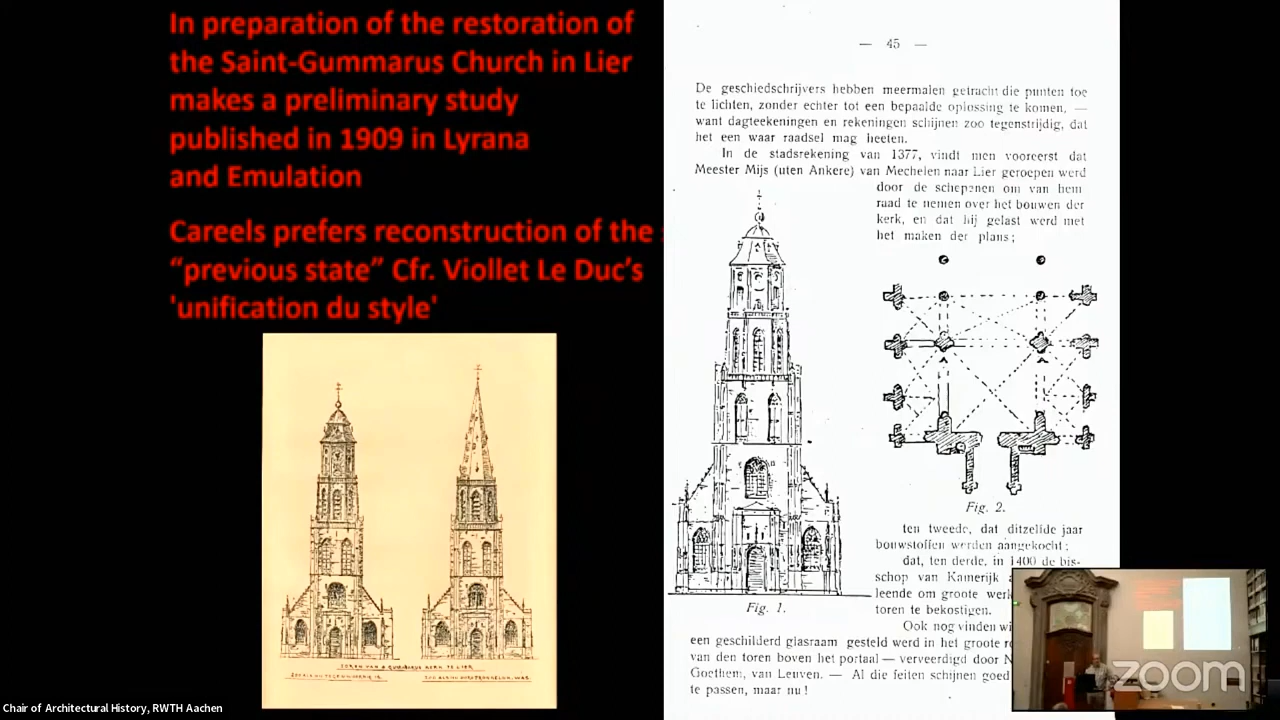 In preparation of the restoration of
the Saint-Gummarus Church in Lier
makes a preliminary study
published in 1909 in Lyrana
and Emulation
Careels prefers reconstruction of the
“previous state” Cfr. Viollet Le Duc’s
'unification du style'
— 45 —
De geschiedschrijvers hebben meermalen getracht die punten toe
te lichten, zonder echter tot een bepaalde oplossing te komen, —
want dagteekeningen en rekeningen schijnen zoo tegenstrijdig, dat
het een waar raadsel mag heeten.
In de stadsrekening van 1377, vindt men vooreerst dat
Meester Mijs (uten Ankere) van Mechelen naar Lier geroepen werd
door de schepenen om van hem
raad te nemen over het bouwen der
kerk, en dat hij gelast werd met
het maken der plans;
Fig. 2.
ten tweede, dat ditzelfde jaar
bouwstoffen werden aangekocht;
dat, ten derde, in 1400 de bis-
schop van Kamerijk
leende om groote
toren te bekostigen.
Fig. 1.
Ook nog vinden
een geschilderd glasraam gesteld werd in het groote
van den toren boven het portaal — verveerdigd door
Goethem, van Leuven. — Al die feiten schijnen goed
te passen, maar nu !
TOREN VAN S GUMMARUS KERK TE LIER
Chair of Architectural History, RWTH Aachen
zoom